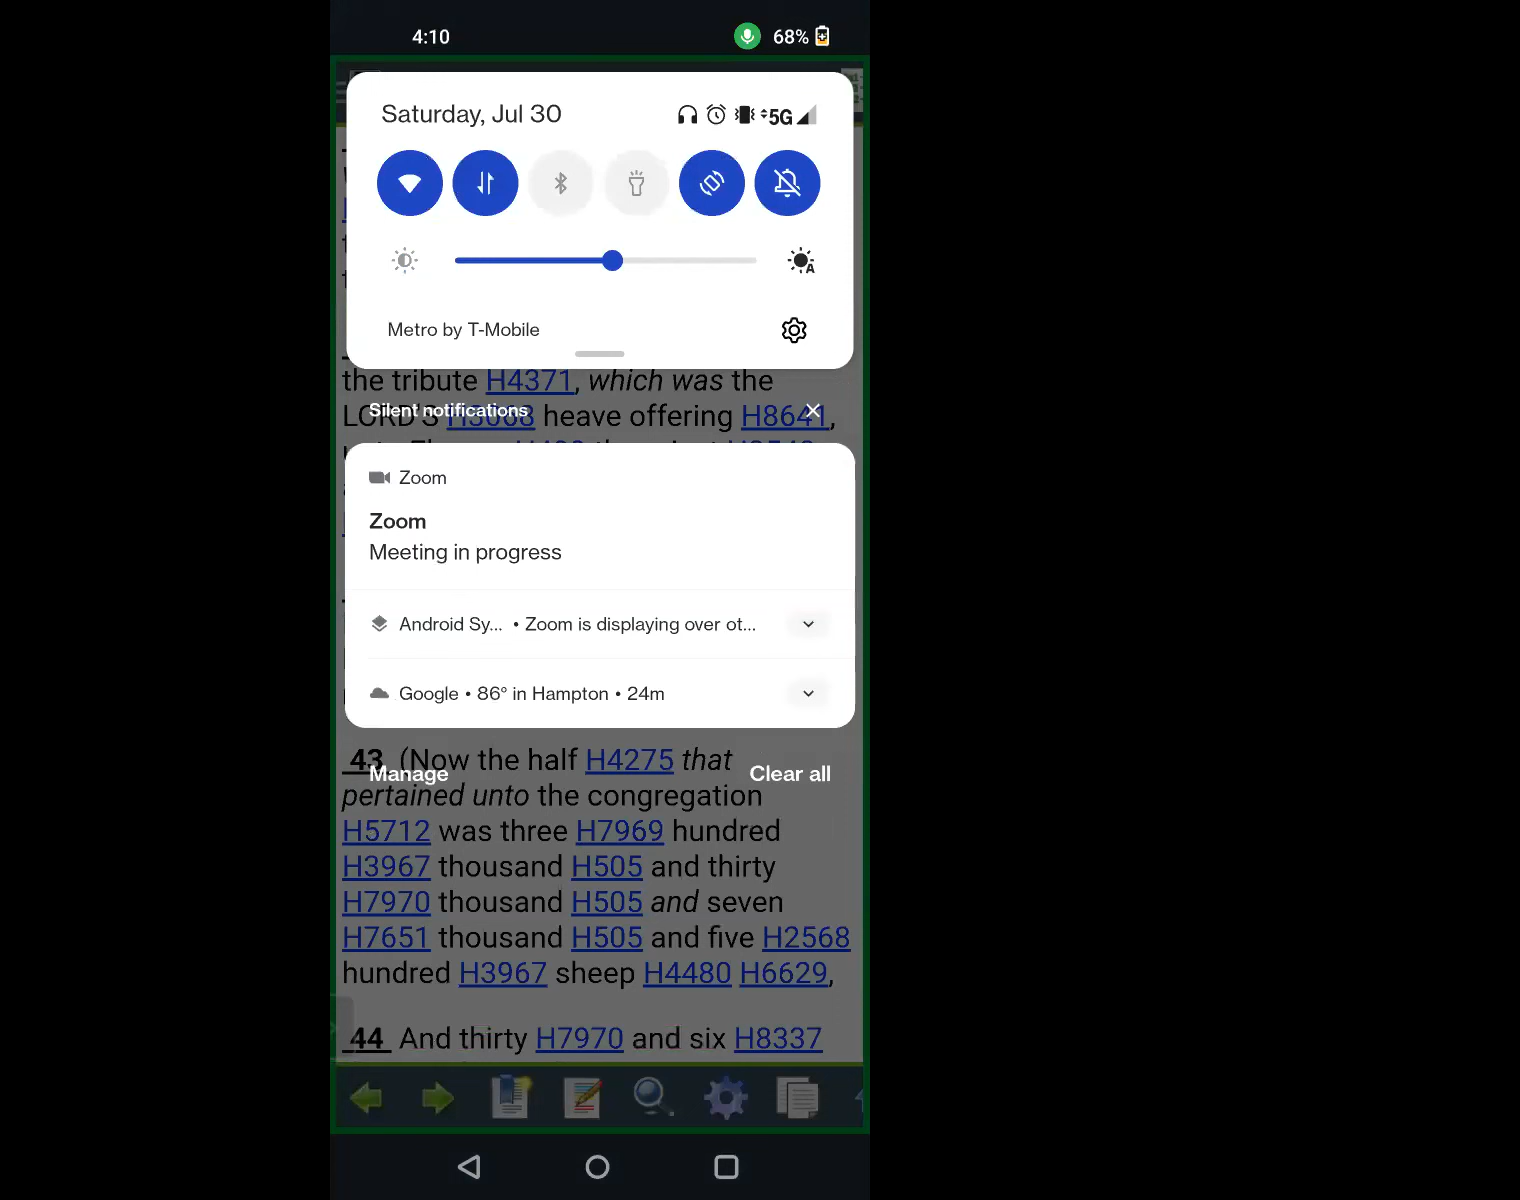 4:10
68%
Saturday, Jul 30
5G
A
Metro by T-Mobile
the tribute H4371, which was the
Silent notifications
LORD'S H3068 heave offering H8641,
Zoom
Zoom
Meeting in progress
Android Sy... • Zoom is displaying over ot...
Google • 86° in Hampton • 24m
43 (Now the half H4275 that
Manage
Clear all
pertained unto the congregation
H5712 was three H7969 hundred
H3967 thousand H505 and thirty
H7970 thousand H505 and seven
H7651 thousand H505 and five H2568
hundred H3967 sheep H4480 H6629,
44 And thirty H7970 and six H8337